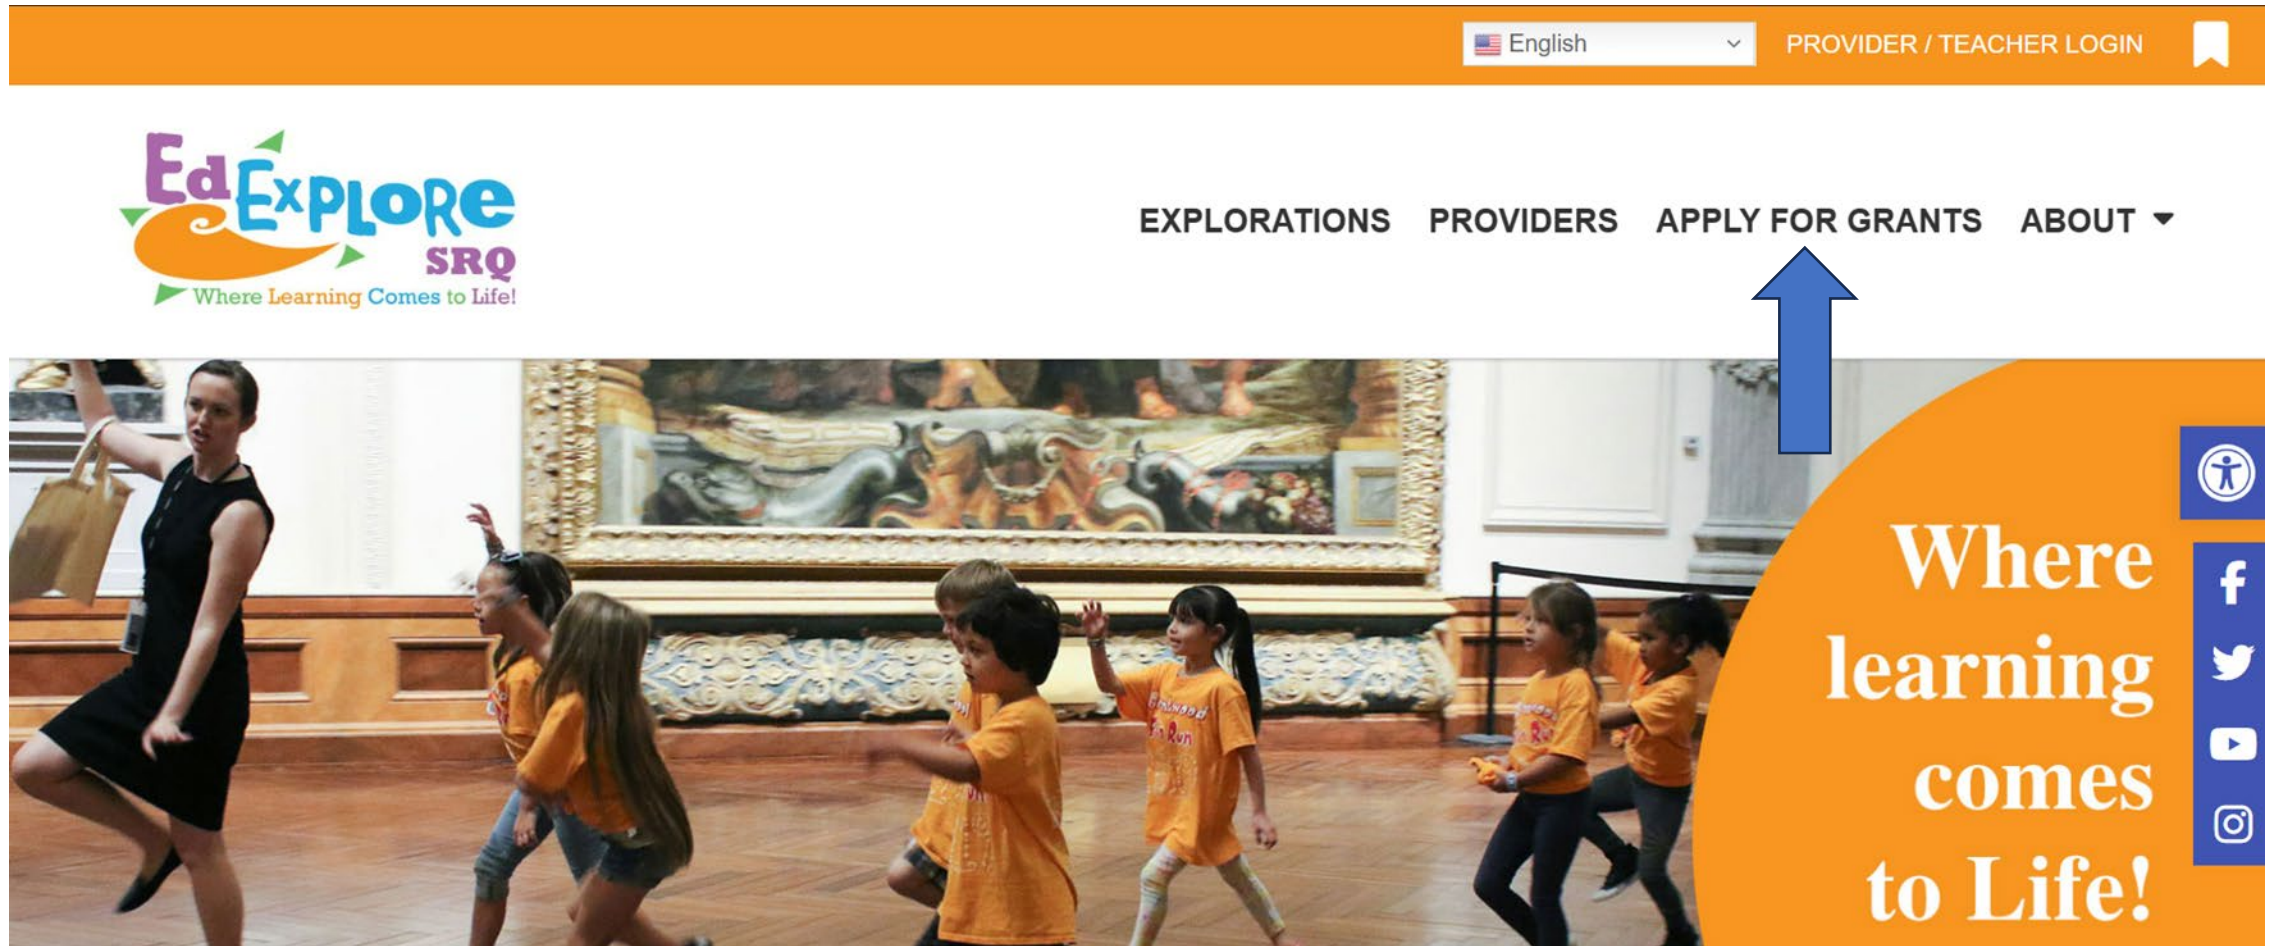 English
PROVIDER / TEACHER LOGIN
EdExplore
SRQ
Where Learning Comes to Life!
EXPLORATIONS
PROVIDERS
APPLY FOR GRANTS
ABOUT
Where
learning
comes
to Life!
Run